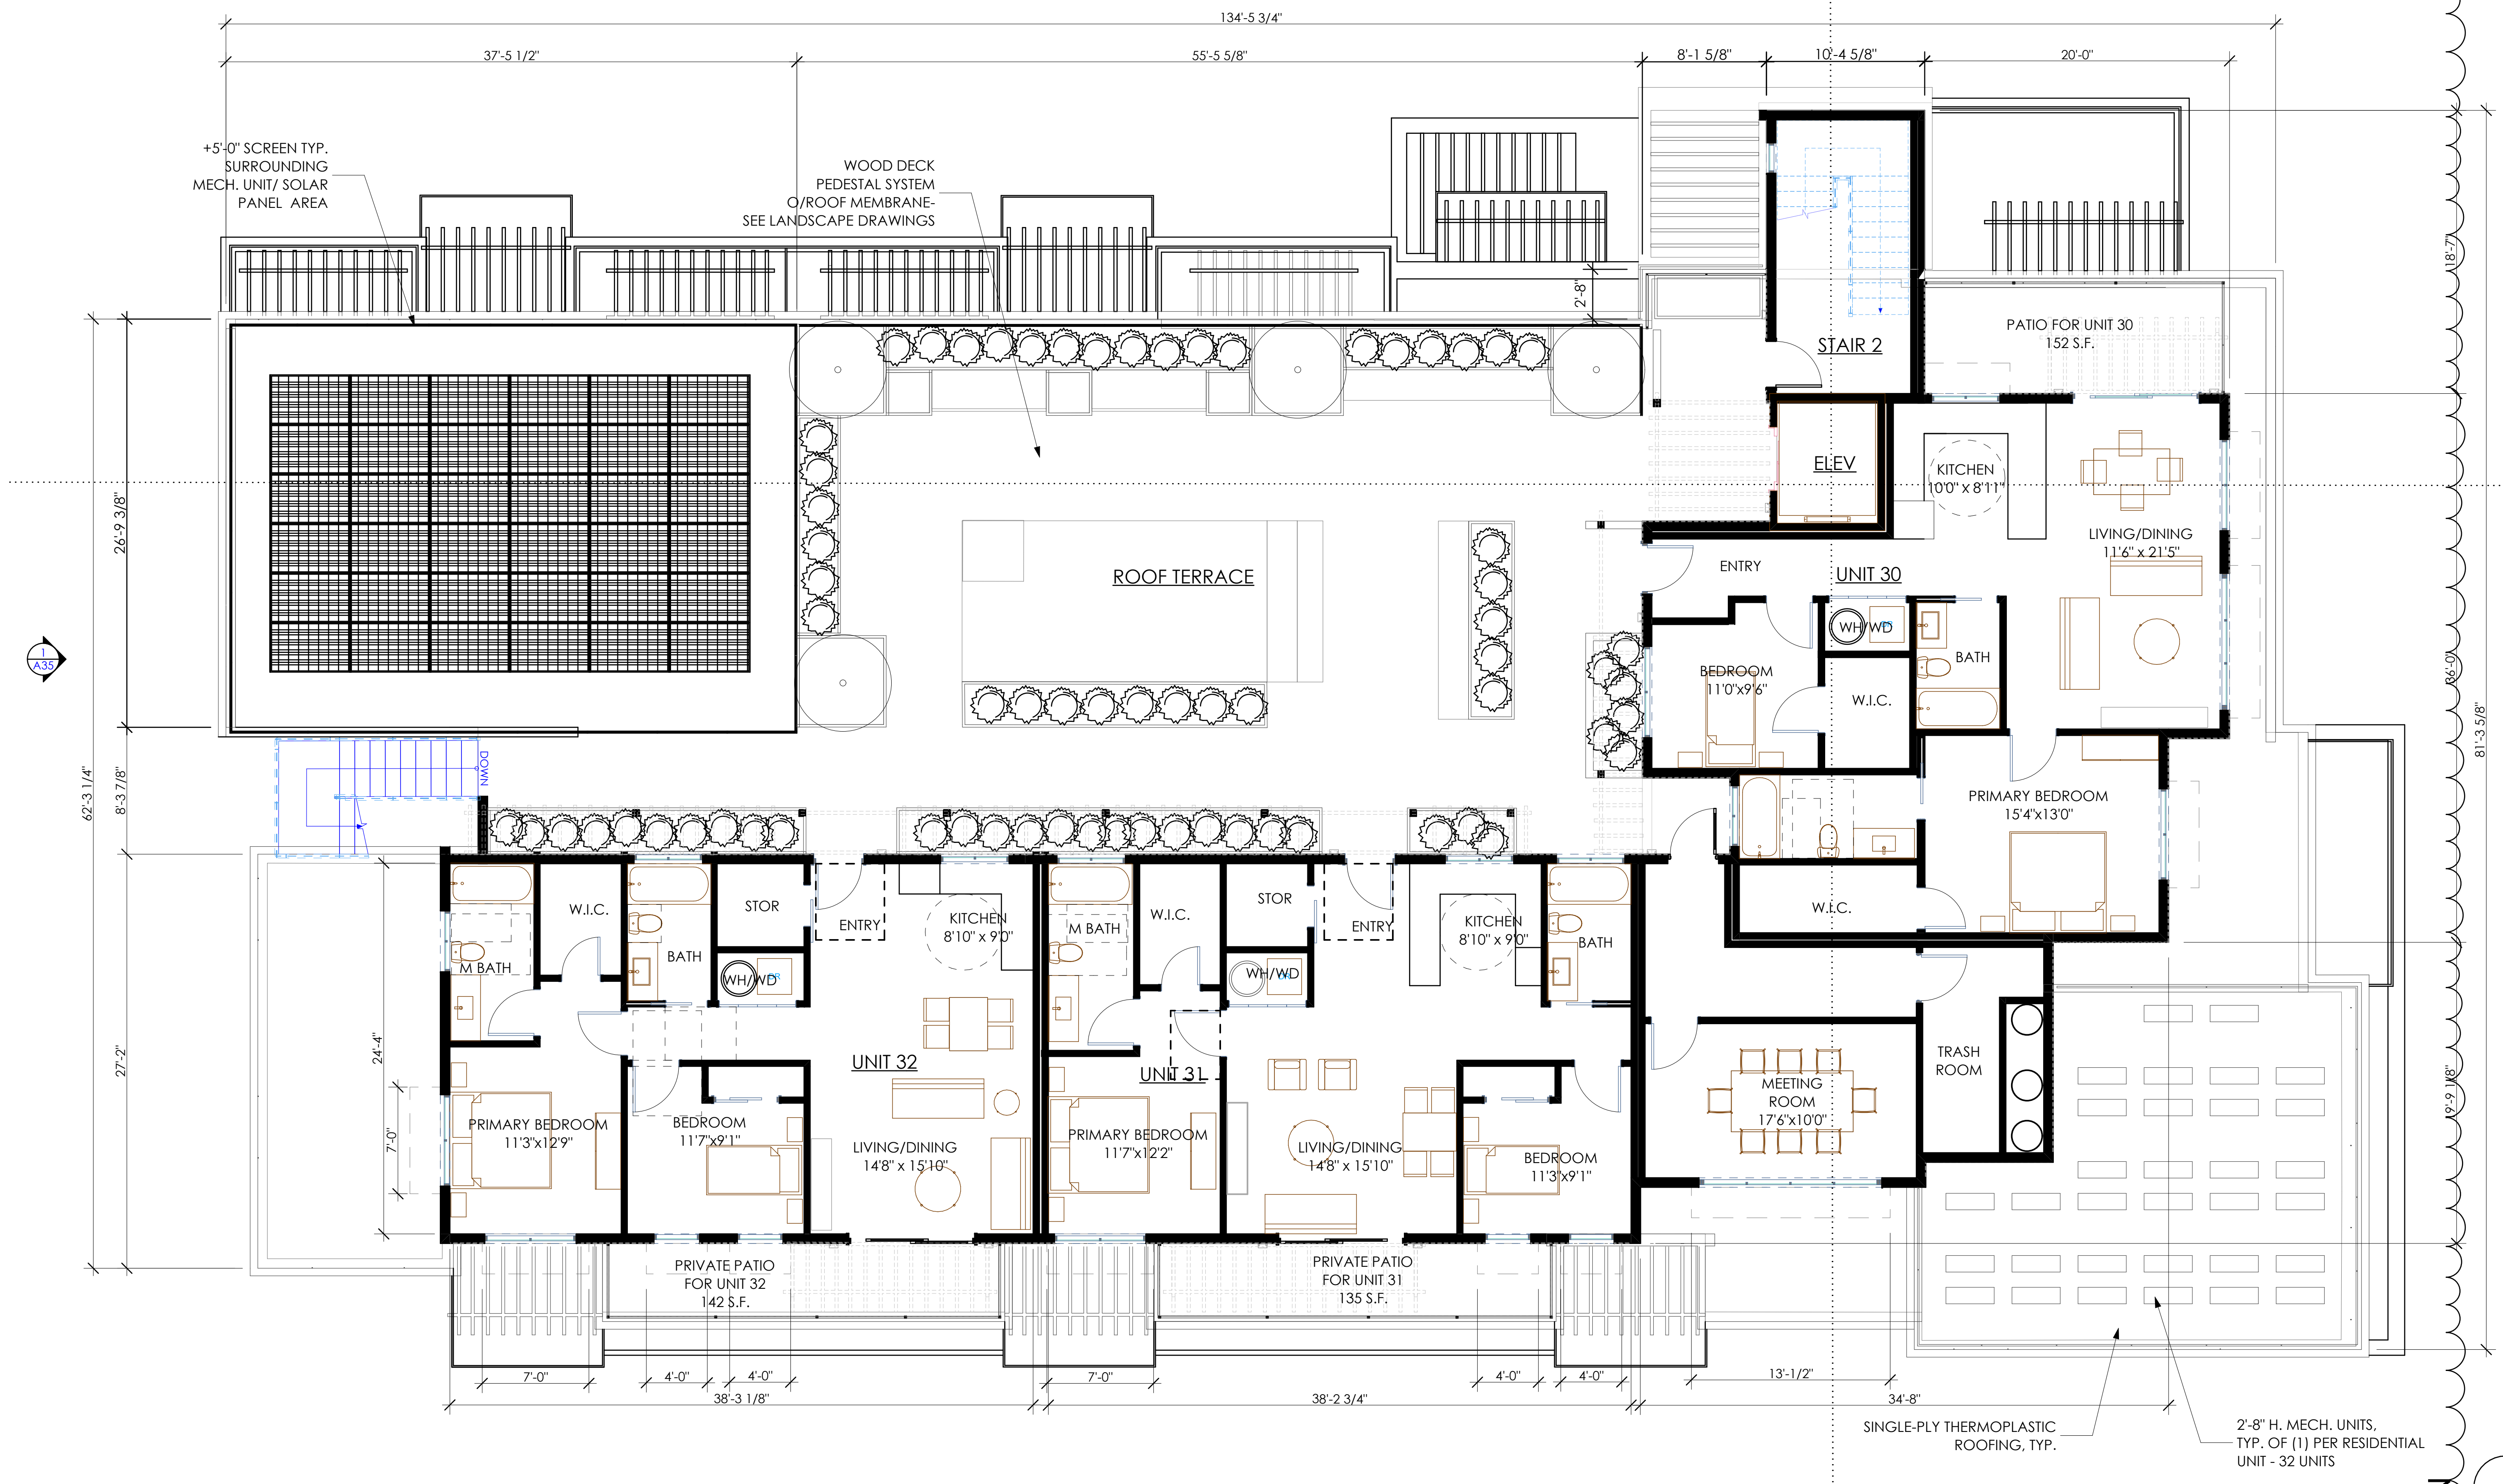 134'-5 3/4"
37'-5 1/2"
55'-5 5/8"
8'-1 5/8"
10'-4 5/8"
20'-0"
+5'-0" SCREEN TYP.
SURROUNDING
MECH. UNIT/ SOLAR
PANEL AREA
WOOD DECK
PEDESTAL SYSTEM
O/ROOF MEMBRANE-
SEE LANDSCAPE DRAWINGS
18'-7"
2'-8"
STAIR 2
PATIO FOR UNIT 30
152 S.F.
ELEV
KITCHEN
10'0" x 8'11"
LIVING/DINING
11'6" x 21'5"
26'-9 3/8"
ROOF TERRACE
ENTRY
UNIT 30
WH/WD
BATH
1
A35
BEDROOM
11'0"x9'6"
W.I.C.
36'-0"
81'-3 5/8"
62'-3 1/4"
8'-3 7/8"
DOWN
PRIMARY BEDROOM
15'4"x13'0"
W.I.C.
W.I.C.
STOR
ENTRY
KITCHEN
8'10" x 9'0"
M BATH
BATH
WH/WD
M BATH
W.I.C.
STOR
ENTRY
KITCHEN
8'10" x 9'0"
BATH
WH/WD
27'-2"
24'-4"
7'-0"
UNIT 32
UNIT 31
TRASH
ROOM
MEETING
ROOM
17'6"x10'0"
PRIMARY BEDROOM
11'3"x12'9"
BEDROOM
11'7"x9'1"
LIVING/DINING
14'8" x 15'10"
PRIMARY BEDROOM
11'7"x12'2"
LIVING/DINING
14'8" x 15'10"
BEDROOM
11'3"x9'1"
PRIVATE PATIO
FOR UNIT 32
142 S.F.
PRIVATE PATIO
FOR UNIT 31
135 S.F.
7'-0"
4'-0"
4'-0"
7'-0"
4'-0"
4'-0"
13'-1/2"
38'-3 1/8"
38'-2 3/4"
34'-8"
SINGLE-PLY THERMOPLASTIC
ROOFING, TYP.
2'-8" H. MECH. UNITS,
TYP. OF (1) PER RESIDENTIAL
UNIT - 32 UNITS